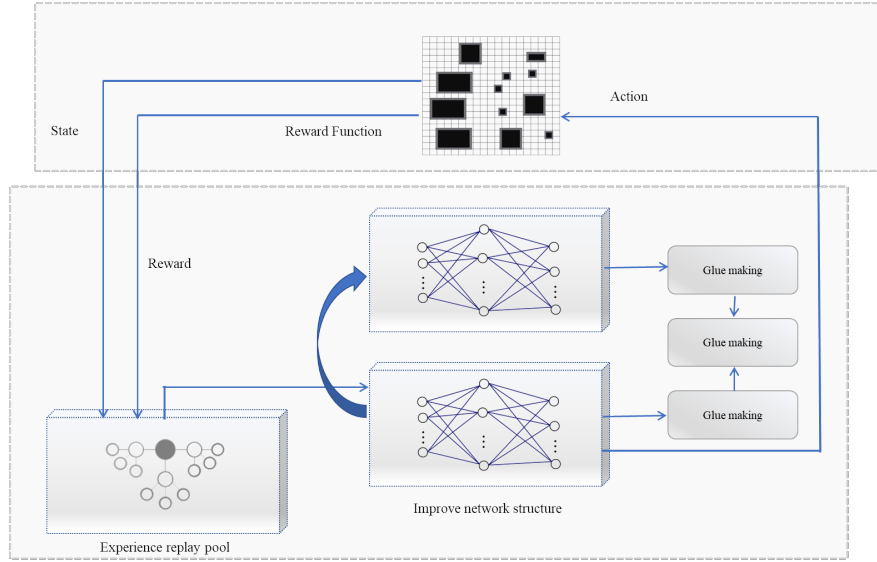 Action
State
Reward Function
Reward
Glue making
Glue making
Glue making
Improve network structure
Experience replay pool